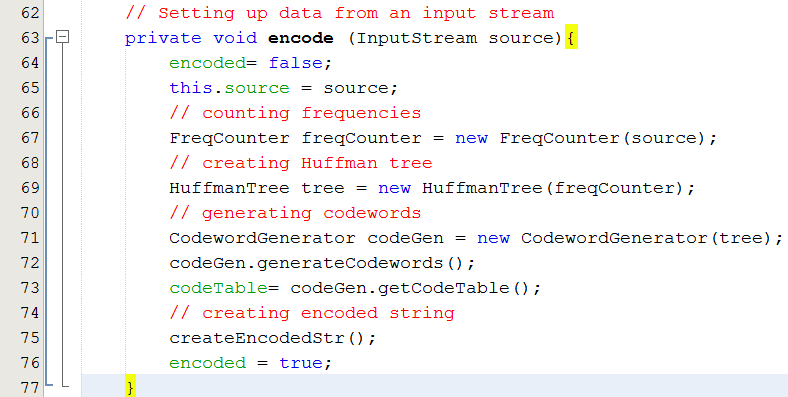 62 // Setting up data from an input stream
63 private void encode (InputStream source){
64 encoded= false;
65 this.source = source;
66 // counting frequencies
67 FreqCounter freqCounter = new FreqCounter(source);
68 // creating Huffman tree
69 HuffmanTree tree = new HuffmanTree(freqCounter);
70 // generating codewords
71 CodewordGenerator codeGen = new CodewordGenerator(tree);
72 codeGen.generateCodewords();
73 codeTable= codeGen.getCodeTable();
74 // creating encoded string
75 createEncodedStr();
76 encoded = true;
77 }